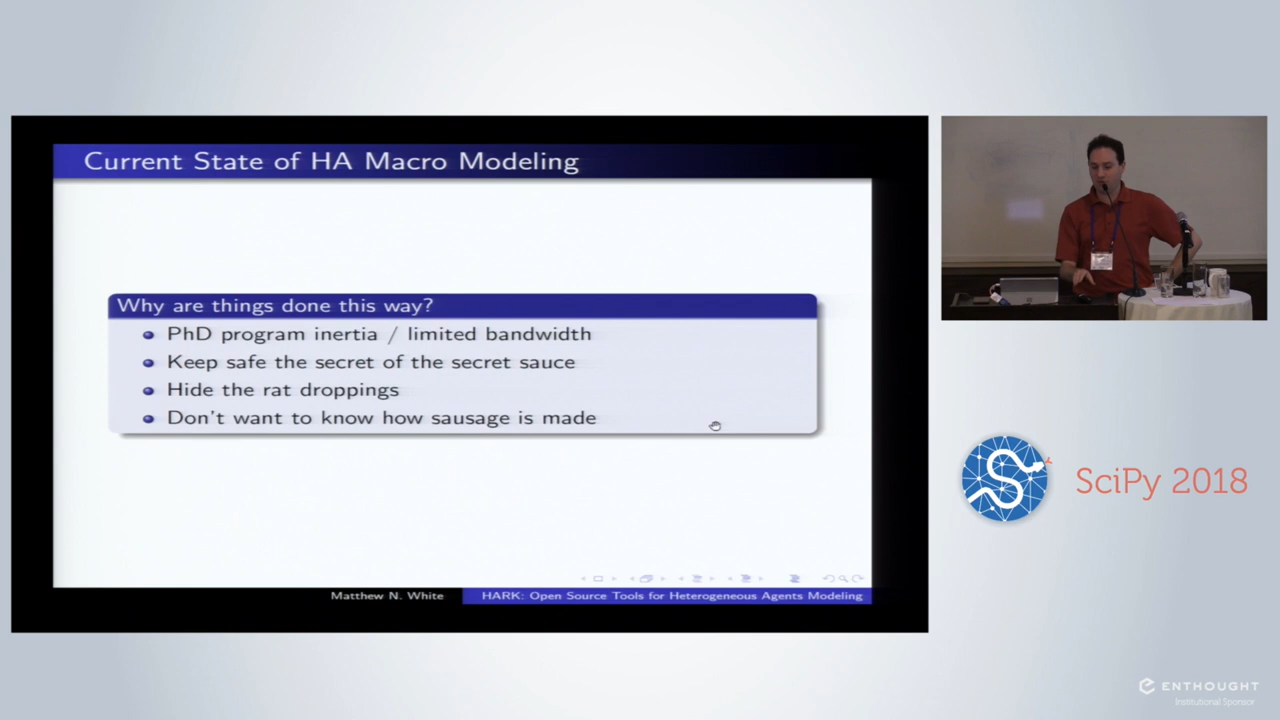 Current State of HA Macro Modeling
Why are things done this way?
PhD program inertia / limited bandwidth
Keep safe the secret of the secret sauce
Hide the rat droppings
Don't want to know how sausage is made
Matthew N. White
HARK: Open Source Tools for Heterogeneous Agents Modeling
SciPy 2018
ENTHOUGHT
Institutional Sponsor